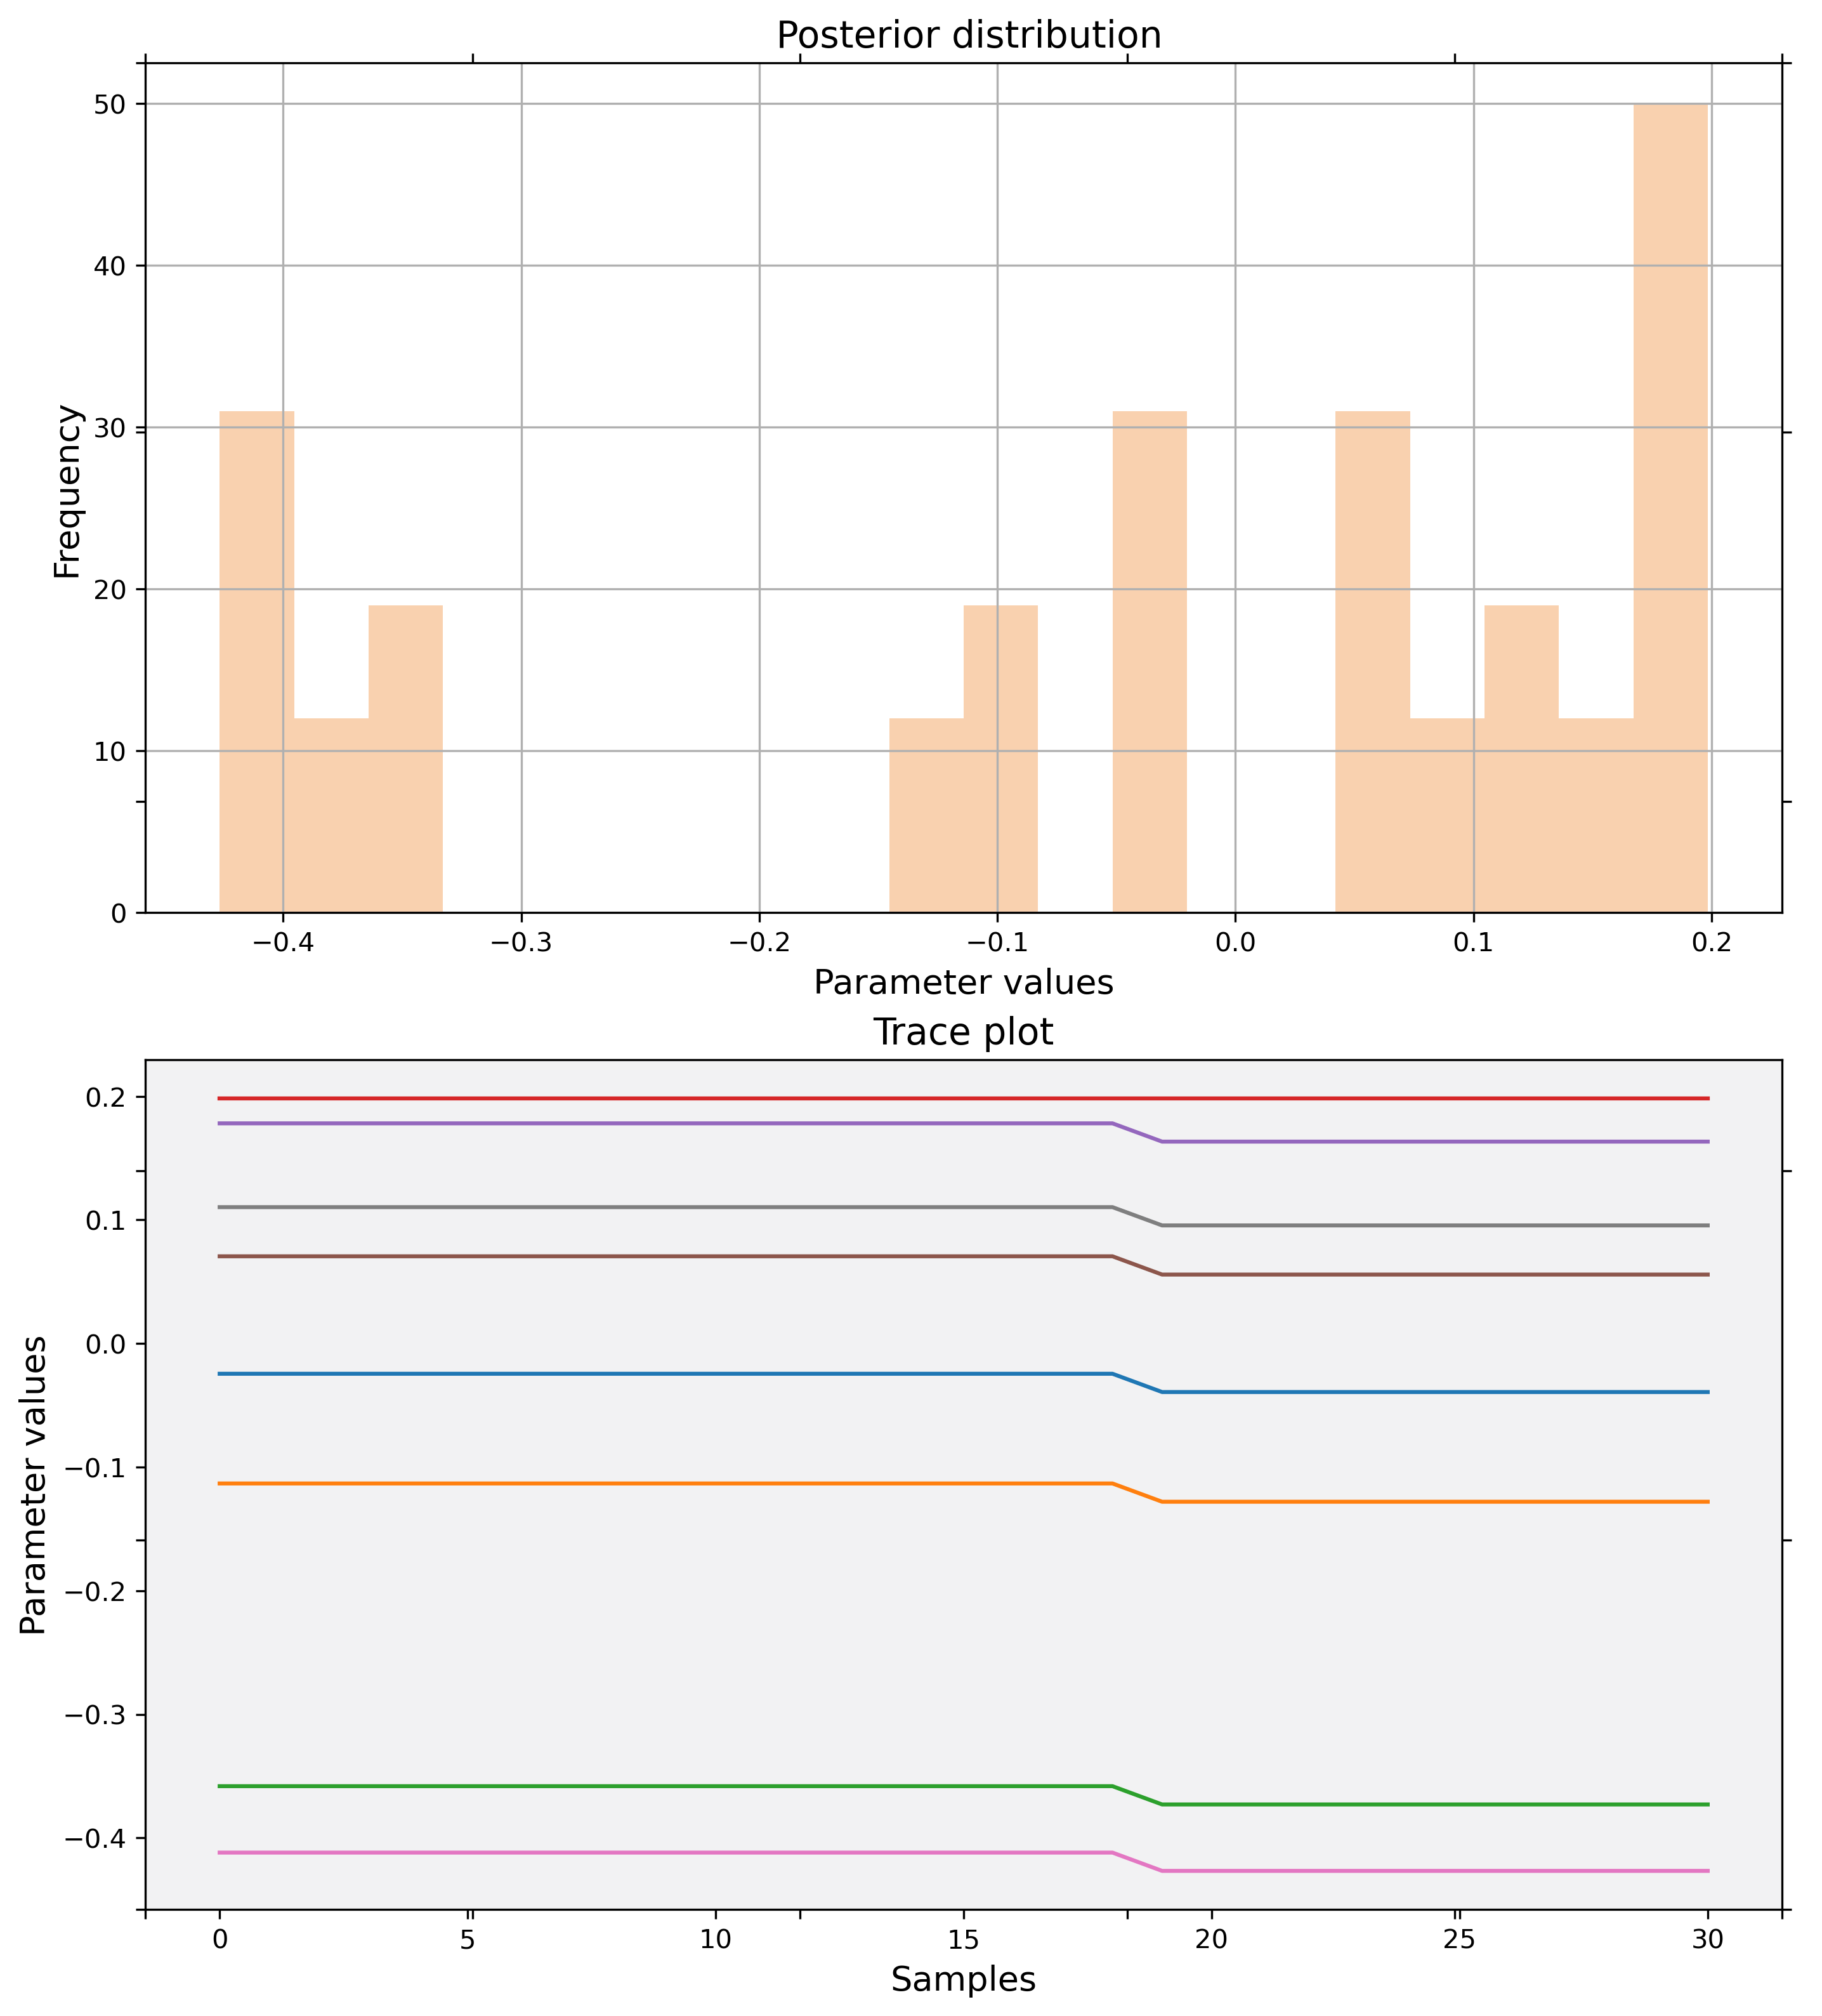 Posterior distribution
50
40
30
20
10
0
Frequency
−0.4 −0.3 −0.2 −0.1 0.0 0.1 0.2
Parameter values
Trace plot
0.2
0.1
0.0
−0.1
−0.2
−0.3
−0.4
Parameter values
0 5 10 15 20 25 30
Samples